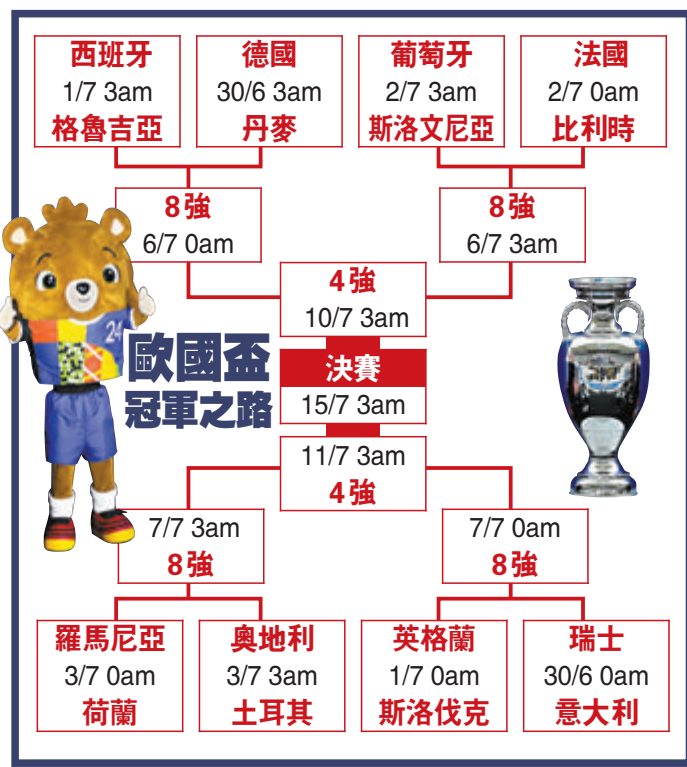 西班牙
1/7 3am
格魯吉亞
德國
30/6 3am
丹麥
葡萄牙
2/7 3am
斯洛文尼亞
法國
2/7 0am
比利時
8強
6/7 0am
8強
6/7 3am
4強
10/7 3am
24
歐國盃
冠軍之路
決賽
15/7 3am
11/7 3am
4強
7/7 3am
8強
7/7 0am
8強
羅馬尼亞
3/7 0am
荷蘭
奧地利
3/7 3am
土耳其
英格蘭
1/7 0am
斯洛伐克
瑞士
30/6 0am
意大利